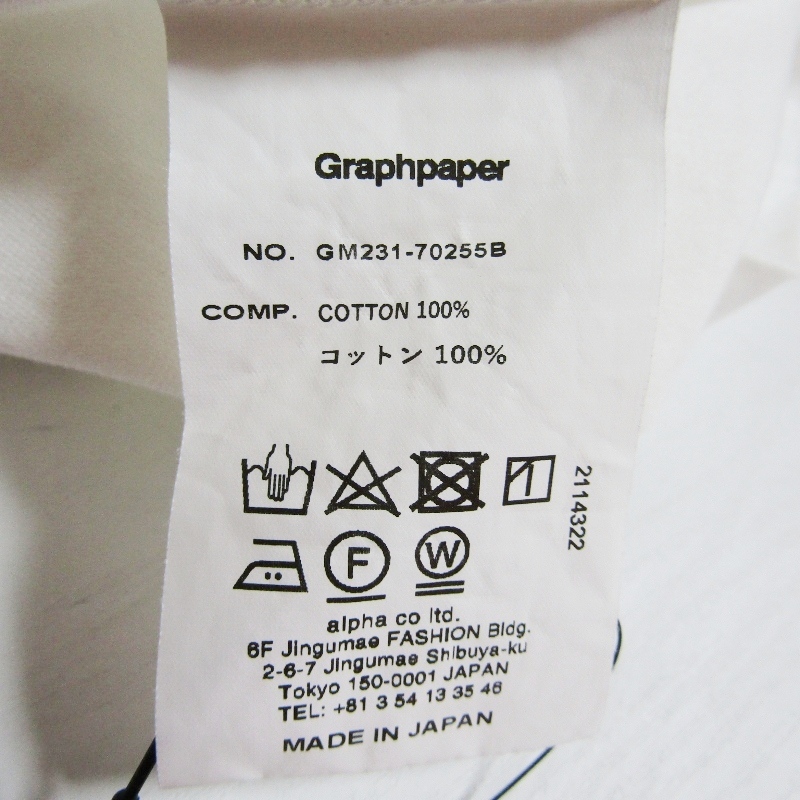 Graphpaper
NO. GM231-70255B
COMP. COTTON 100%
コットン 100%
2114322
F W
alpha co ltd.
6F Jingumae FASHION Bldg.
2-6-7 Jingumae Shibuya-ku
Tokyo 150-0001 JAPAN
TEL: +81 3 54 13 35 46
MADE IN JAPAN